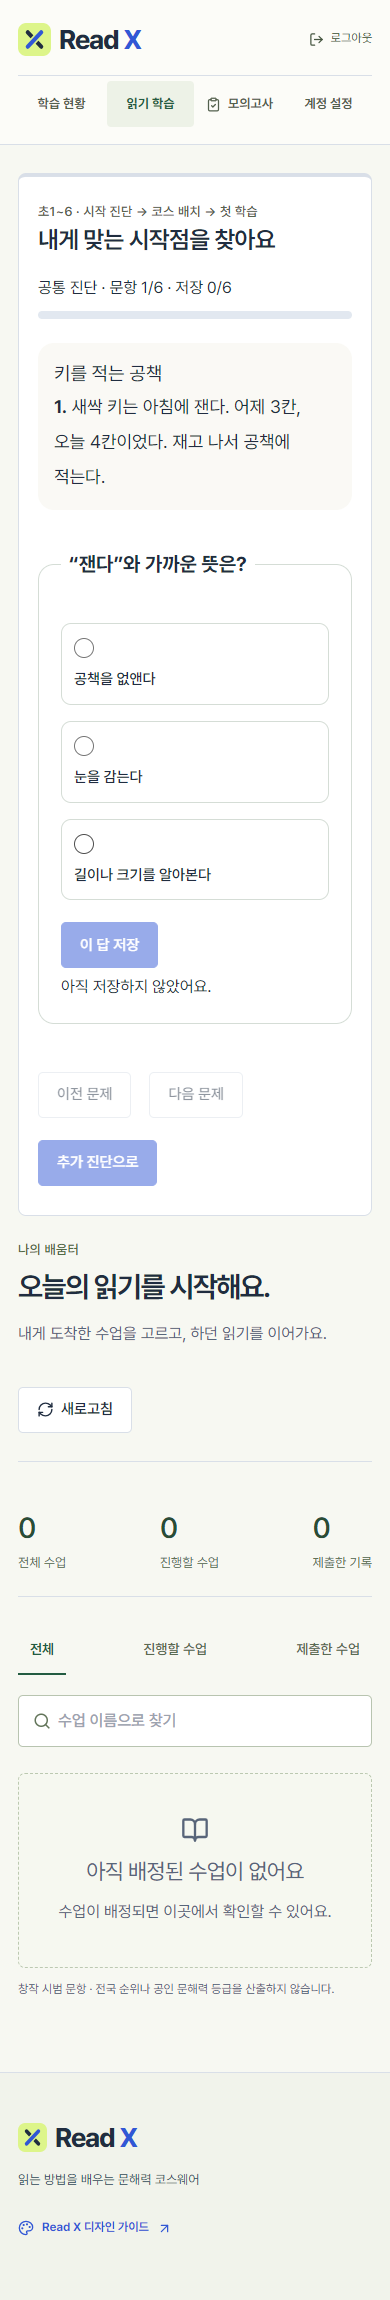 Read X
로그아웃
학습 현황
읽기 학습
모의고사
계정 설정
초1~6 · 시작 진단 → 코스 배치 → 첫 학습
내게 맞는 시작점을 찾아요
공통 진단 · 문항 1/6 · 저장 0/6
키를 적는 공책
1. 새싹 키는 아침에 잰다. 어제 3칸,
오늘 4칸이었다. 재고 나서 공책에
적는다.
“잰다”와 가까운 뜻은?
공책을 없앤다
눈을 감는다
길이나 크기를 알아본다
이 답 저장
아직 저장하지 않았어요.
이전 문제
다음 문제
추가 진단으로
나의 배움터
오늘의 읽기를 시작해요.
내게 도착한 수업을 고르고, 하던 읽기를 이어가요.
새로고침
0
전체 수업
0
진행할 수업
0
제출한 기록
전체
진행할 수업
제출한 수업
수업 이름으로 찾기
아직 배정된 수업이 없어요
수업이 배정되면 이곳에서 확인할 수 있어요.
창작 시범 문항 · 전국 순위나 공인 문해력 등급을 산출하지 않습니다.
Read X
읽는 방법을 배우는 문해력 코스웨어
Read X 디자인 가이드